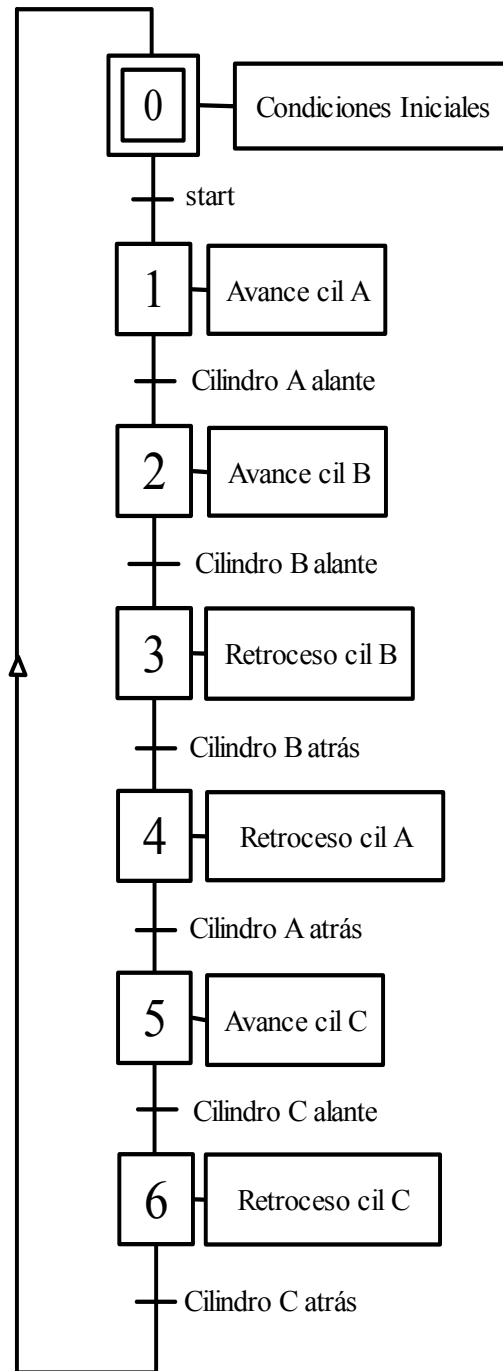 0
Condiciones Iniciales
start
1
Avance cil A
Cilindro A alante
2
Avance cil B
Cilindro B alante
3
Retroceso cil B
Cilindro B atrás
4
Retroceso cil A
Cilindro A atrás
5
Avance cil C
Cilindro C alante
6
Retroceso cil C
Cilindro C atrás